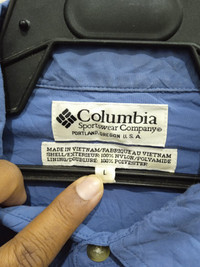 Columbia
Sportswear Company®
PORTLAND, OREGON U.S.A.
MADE IN VIETNAM/FABRIQUÉ AU VIETNAM
SHELL/EXTERIEUR: 100% NYLON/POLYAMIDE
LINING/DOUBLURE: 100% POLYESTER
L